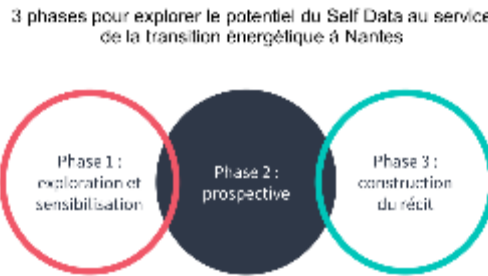 3 phases pour explorer le potentiel du Self Data au service
de la transition énergétique à Nantes
Phase 1 :
exploration et
sensibilisation
Phase 2 :
prospective
Phase 3 :
construction
du récit